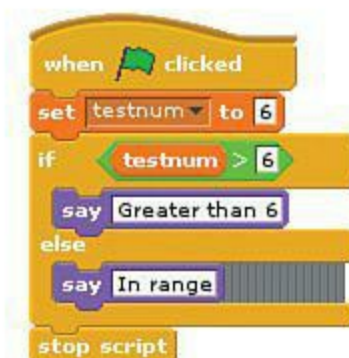 when clicked
set testnum to 6
if testnum > 6
say Greater than 6
else
say In range
stop script